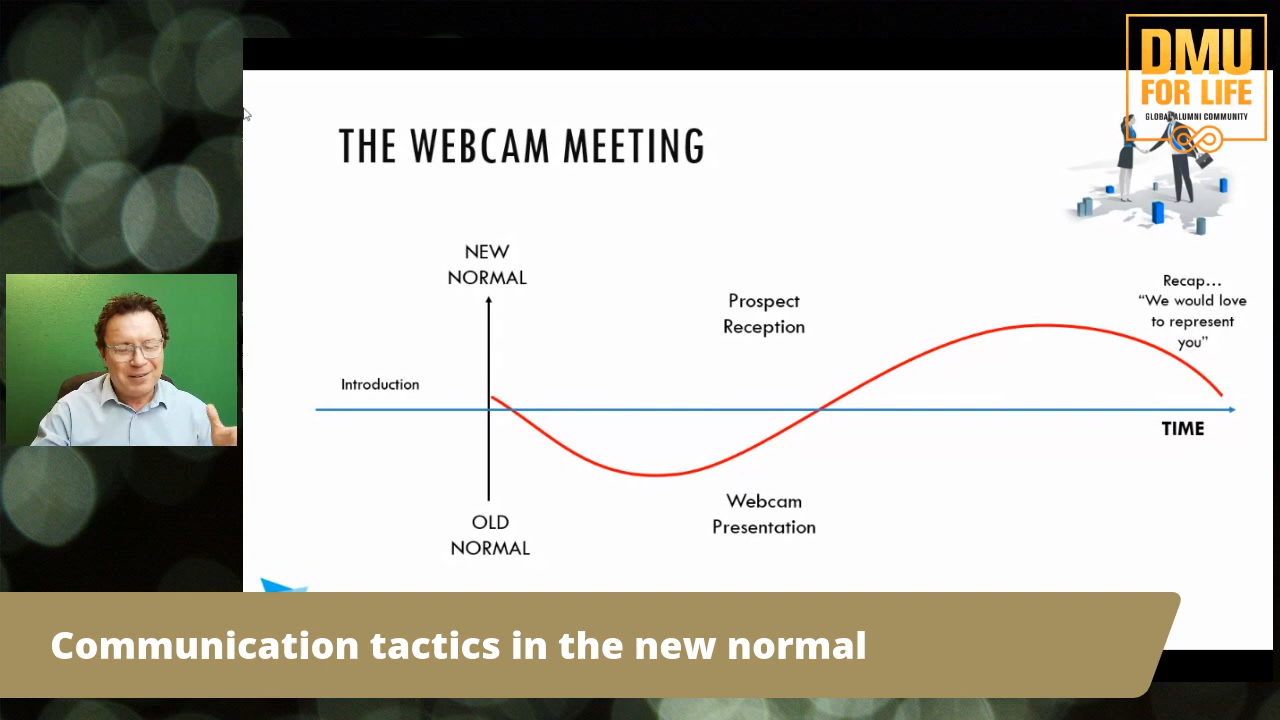 DMU
FOR LIFE
GLOBAL ALUMNI COMMUNITY
THE WEBCAM MEETING
NEW
NORMAL
Prospect
Reception
Recap...
“We would love
to represent
you”
Introduction
TIME
Webcam
Presentation
OLD
NORMAL
Communication tactics in the new normal